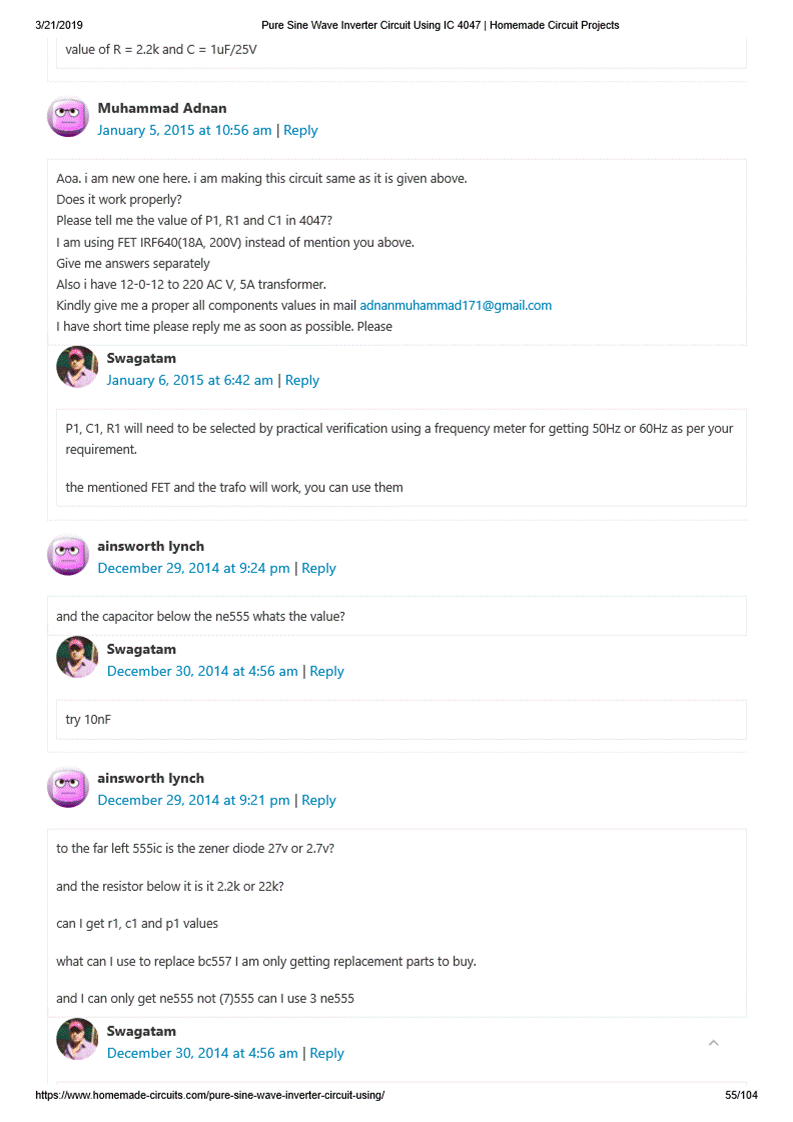 3/21/2019 Pure Sine Wave Inverter Circuit Using IC 4047 | Homemade Circuit Projects
value of R = 2.2k and C = 1uF/25V
Muhammad Adnan
January 5, 2015 at 10:56 am | Reply
Aoa. i am new one here. i am making this circuit same as it is given above.
Does it work properly?
Please tell me the value of P1, R1 and C1 in 4047?
I am using FET IRF640(18A, 200V) instead of mention you above.
Give me answers separately
Also i have 12-0-12 to 220 AC V, 5A transformer.
Kindly give me a proper all components values in mail adnanmuhammad171@gmail.com
I have short time please reply me as soon as possible. Please
Swagatam
January 6, 2015 at 6:42 am | Reply
P1, C1, R1 will need to be selected by practical verification using a frequency meter for getting 50Hz or 60Hz as per your
requirement.
the mentioned FET and the trafo will work, you can use them
ainsworth lynch
December 29, 2014 at 9:24 pm | Reply
and the capacitor below the ne555 whats the value?
Swagatam
December 30, 2014 at 4:56 am | Reply
try 10nF
ainsworth lynch
December 29, 2014 at 9:21 pm | Reply
to the far left 555ic is the zener diode 27v or 2.7v?
and the resistor below it is it 2.2k or 22k?
can I get r1, c1 and p1 values
what can I use to replace bc557 I am only getting replacement parts to buy.
and I can only get ne555 not (7)555 can I use 3 ne555
Swagatam
December 30, 2014 at 4:56 am | Reply
https://www.homemade-circuits.com/pure-sine-wave-inverter-circuit-using/ 55/104